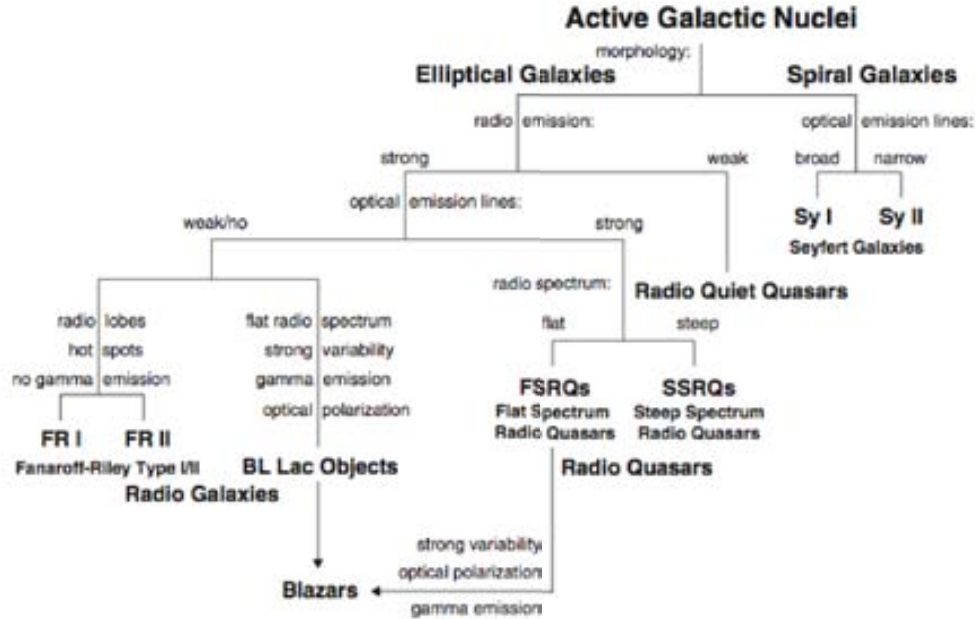 Active Galactic Nuclei
morphology:
Elliptical Galaxies
Spiral Galaxies
radio emission:
optical emission lines:
strong
weak
broad
narrow
optical emission lines:
Sy I
Sy II
Seyfert Galaxies
weak/no
strong
radio spectrum:
Radio Quiet Quasars
flat
steep
radio lobes
hot spots
no gamma emission
flat radio spectrum
strong variability
gamma emission
optical polarization
FSRQs
Flat Spectrum
Radio Quasars
SSRQs
Steep Spectrum
Radio Quasars
FR I
FR II
Fanaroff-Riley Type I/II
Radio Galaxies
BL Lac Objects
Radio Quasars
strong variability
optical polarization
gamma emission
Blazars